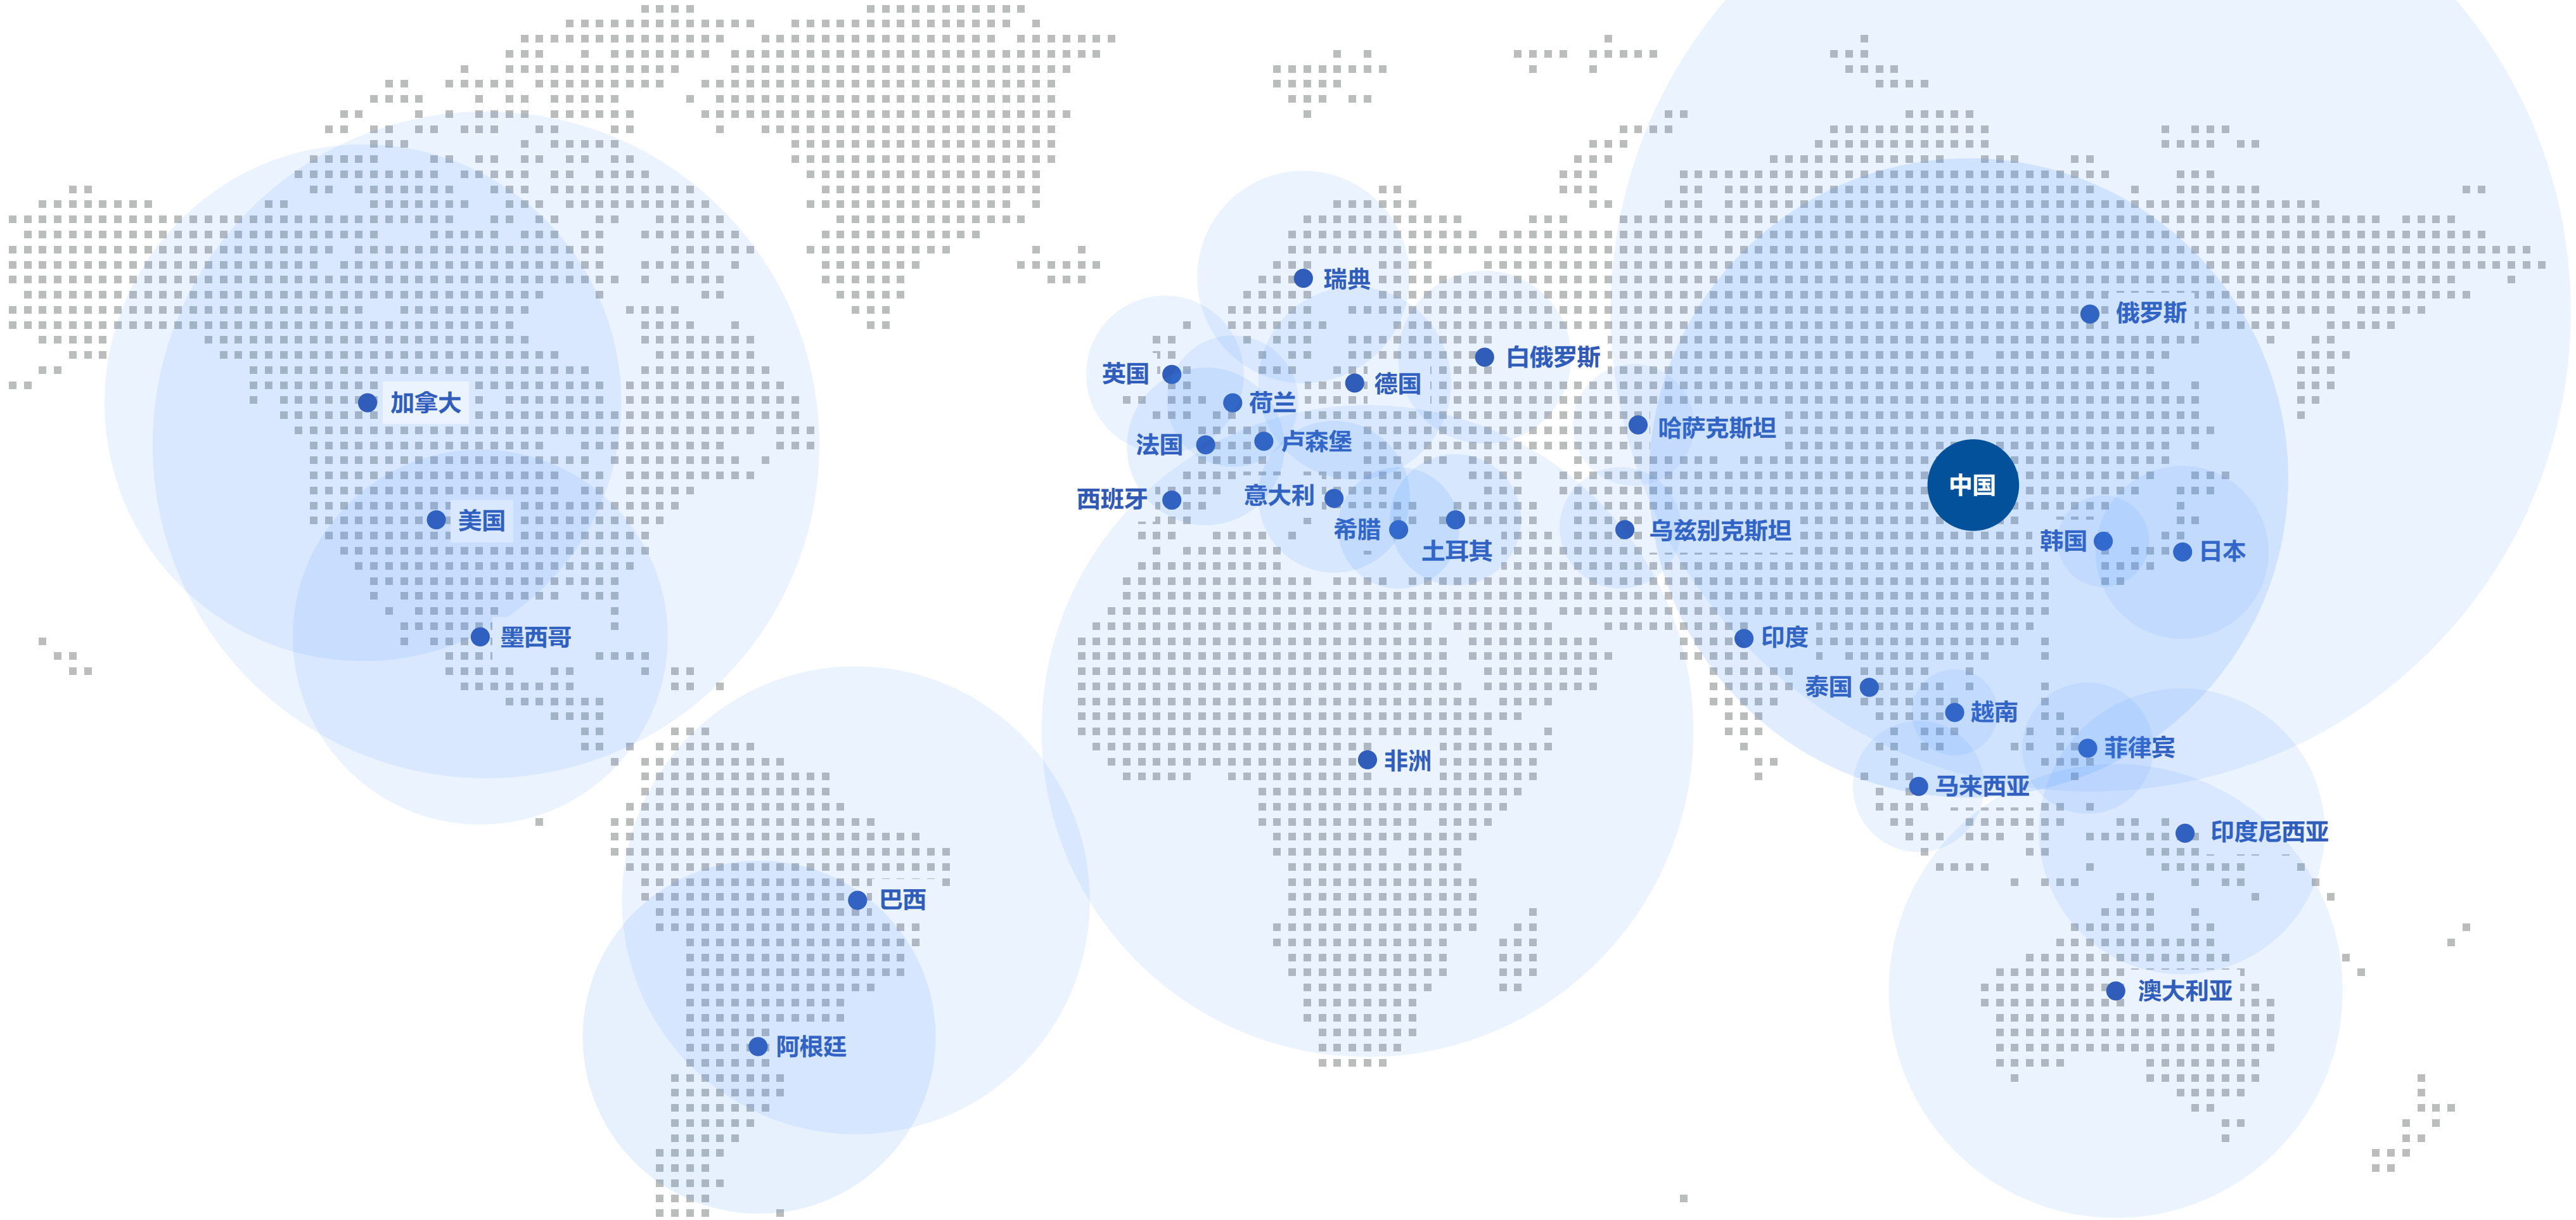 瑞典
俄罗斯
白俄罗斯
英国
德国
加拿大
荷兰
哈萨克斯坦
法国
卢森堡
中国
西班牙
意大利
美国
希腊
乌兹别克斯坦
韩国
日本
土耳其
墨西哥
印度
泰国
越南
菲律宾
非洲
马来西亚
印度尼西亚
巴西
澳大利亚
阿根廷